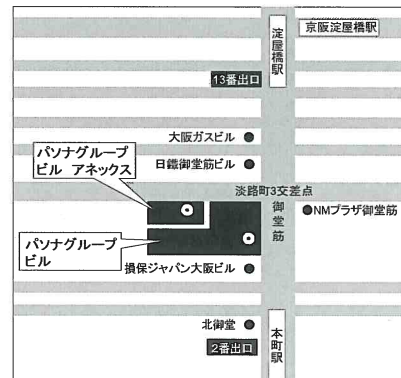 淀屋橋駅
京阪淀屋橋駅
13番出口
大阪ガスビル
日鐵御堂筋ビル
パソナグループ
ビル アネックス
淡路町3交差点
御堂筋
NMプラザ御堂筋
パソナグループ
ビル
損保ジャパン大阪ビル
北御堂
2番出口
本町駅